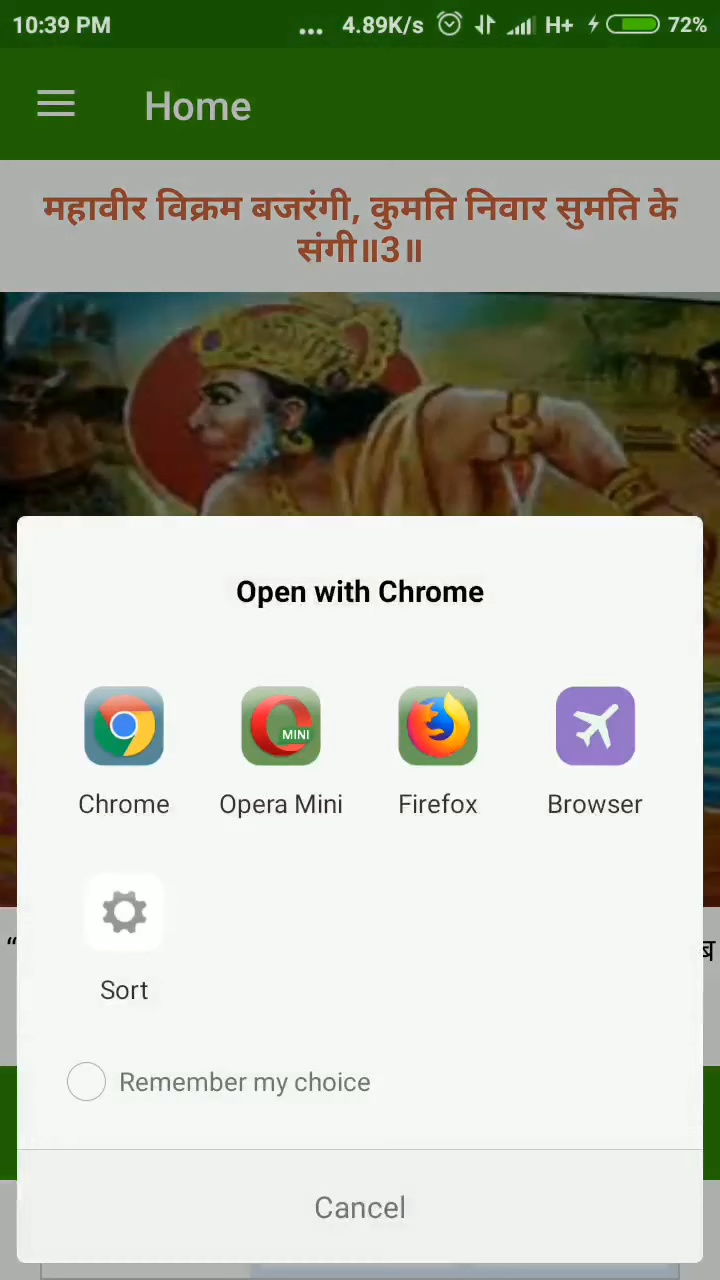 10:39 PM ... 4.89K/s H+ 72%
Home
महावीर विक्रम बजरंगी, कुमति निवार सुमति के
संगी॥3॥
Open with Chrome
MINI
Chrome Opera Mini Firefox Browser
“ ब
Sort
Remember my choice
Cancel